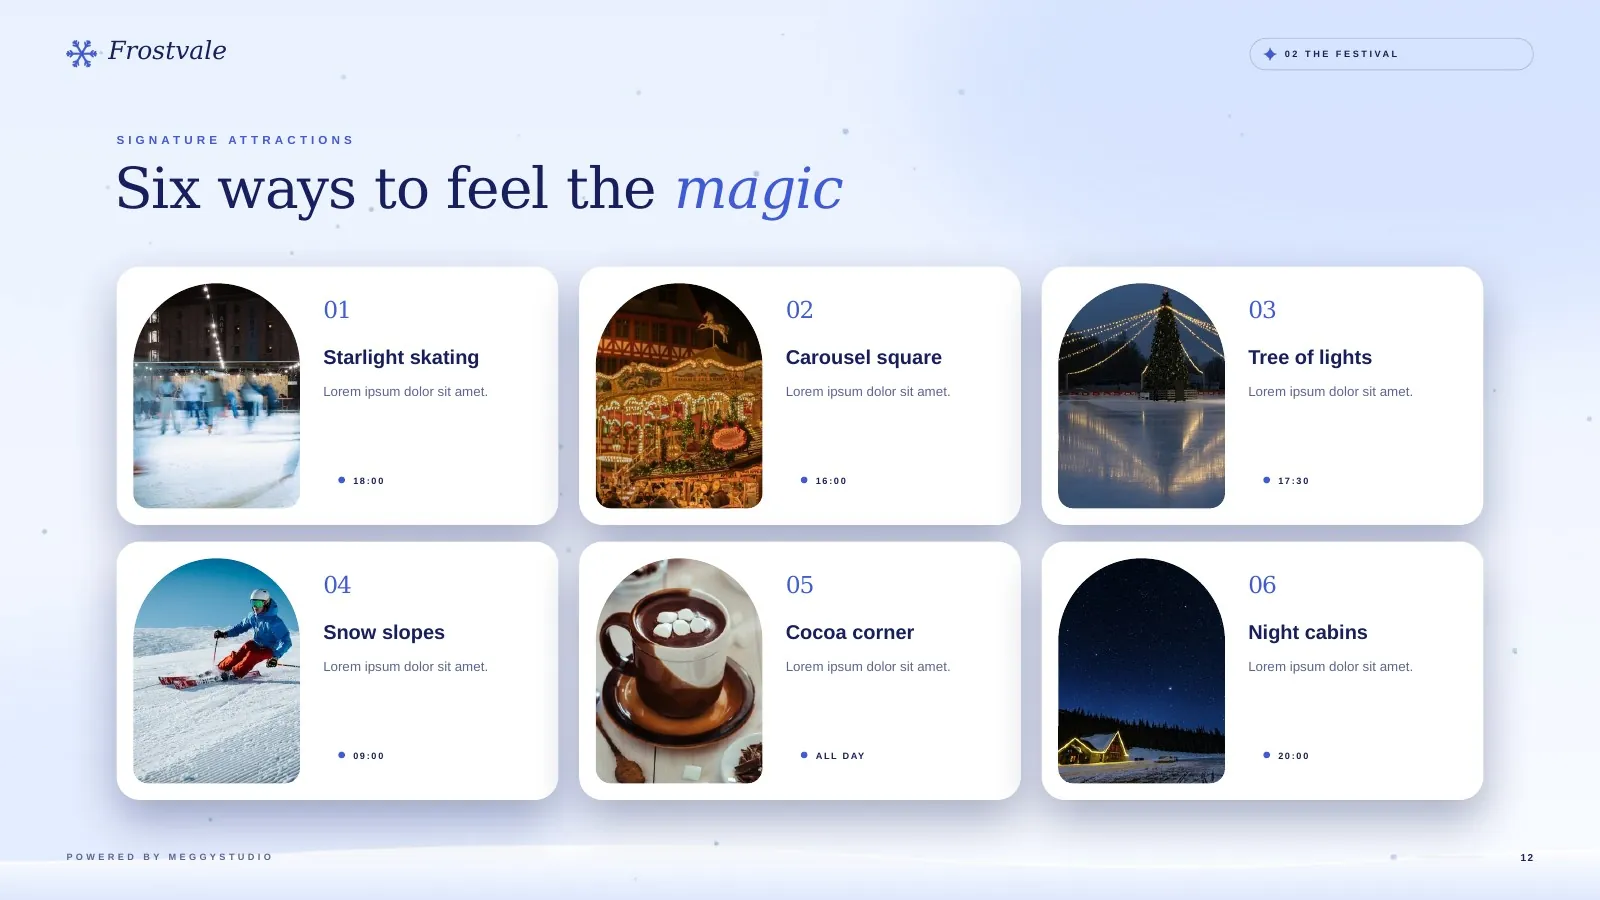 Frostvale
02 THE FESTIVAL
SIGNATURE ATTRACTIONS
Six ways to feel the magic
01
Starlight skating
Lorem ipsum dolor sit amet.
18:00
02
Carousel square
Lorem ipsum dolor sit amet.
16:00
03
Tree of lights
Lorem ipsum dolor sit amet.
17:30
04
Snow slopes
Lorem ipsum dolor sit amet.
09:00
05
Cocoa corner
Lorem ipsum dolor sit amet.
ALL DAY
06
Night cabins
Lorem ipsum dolor sit amet.
20:00
POWERED BY MEGGYSTUDIO
12